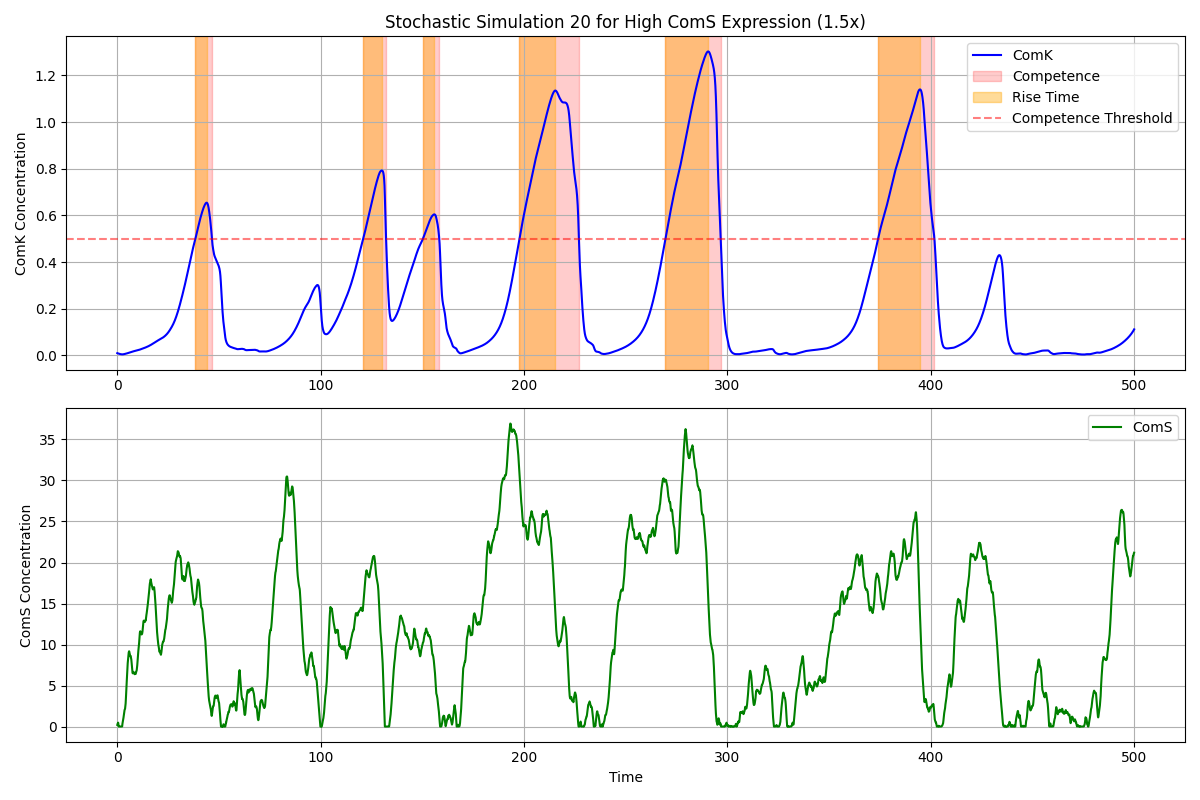 Stochastic Simulation 20 for High ComS Expression (1.5x)
ComK Concentration
1.2
1.0
0.8
0.6
0.4
0.2
0.0
ComK
Competence
Rise Time
Competence Threshold
0 100 200 300 400 500
ComS Concentration
35
30
25
20
15
10
5
0
ComS
0 100 200 300 400 500
Time